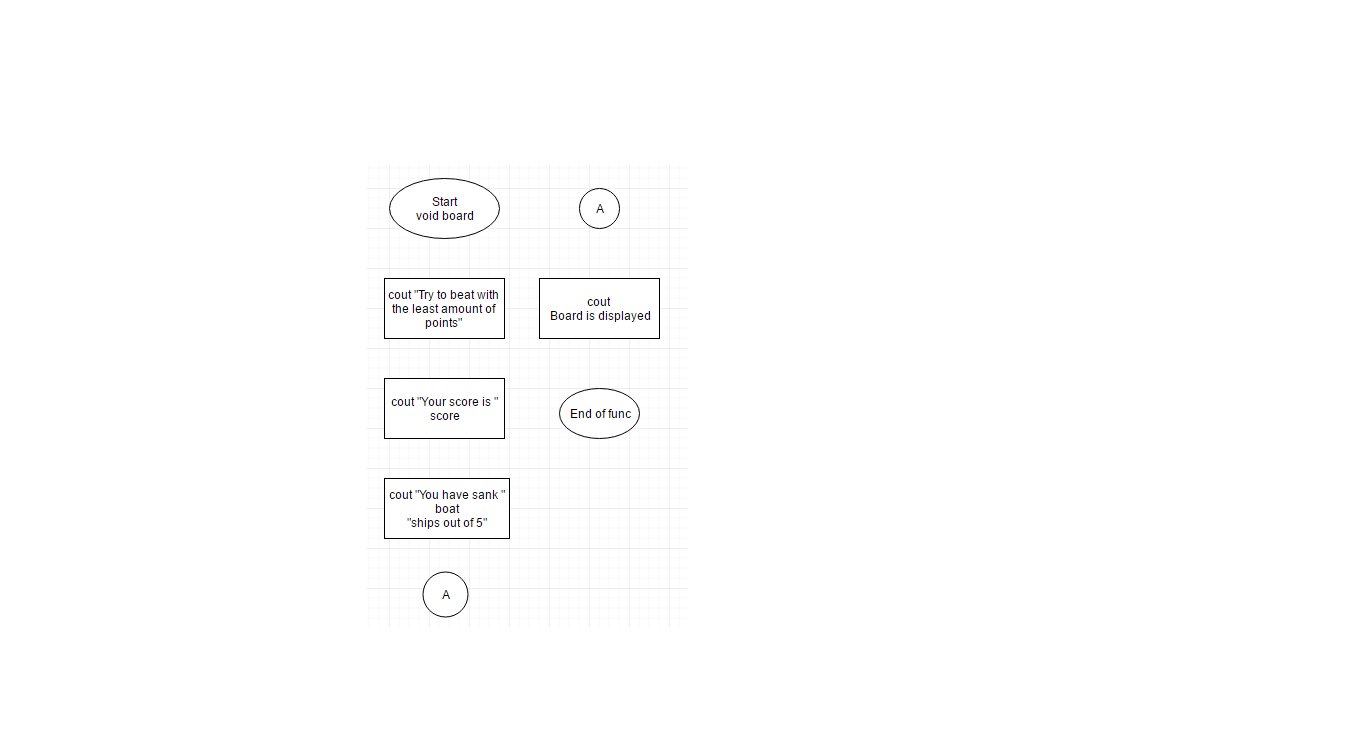 Start
void board
cout "Try to beat with
the least amount of
points"
cout "Your score is "
score
cout "You have sank "
boat
"ships out of 5"
A
A
cout
Board is displayed
End of func